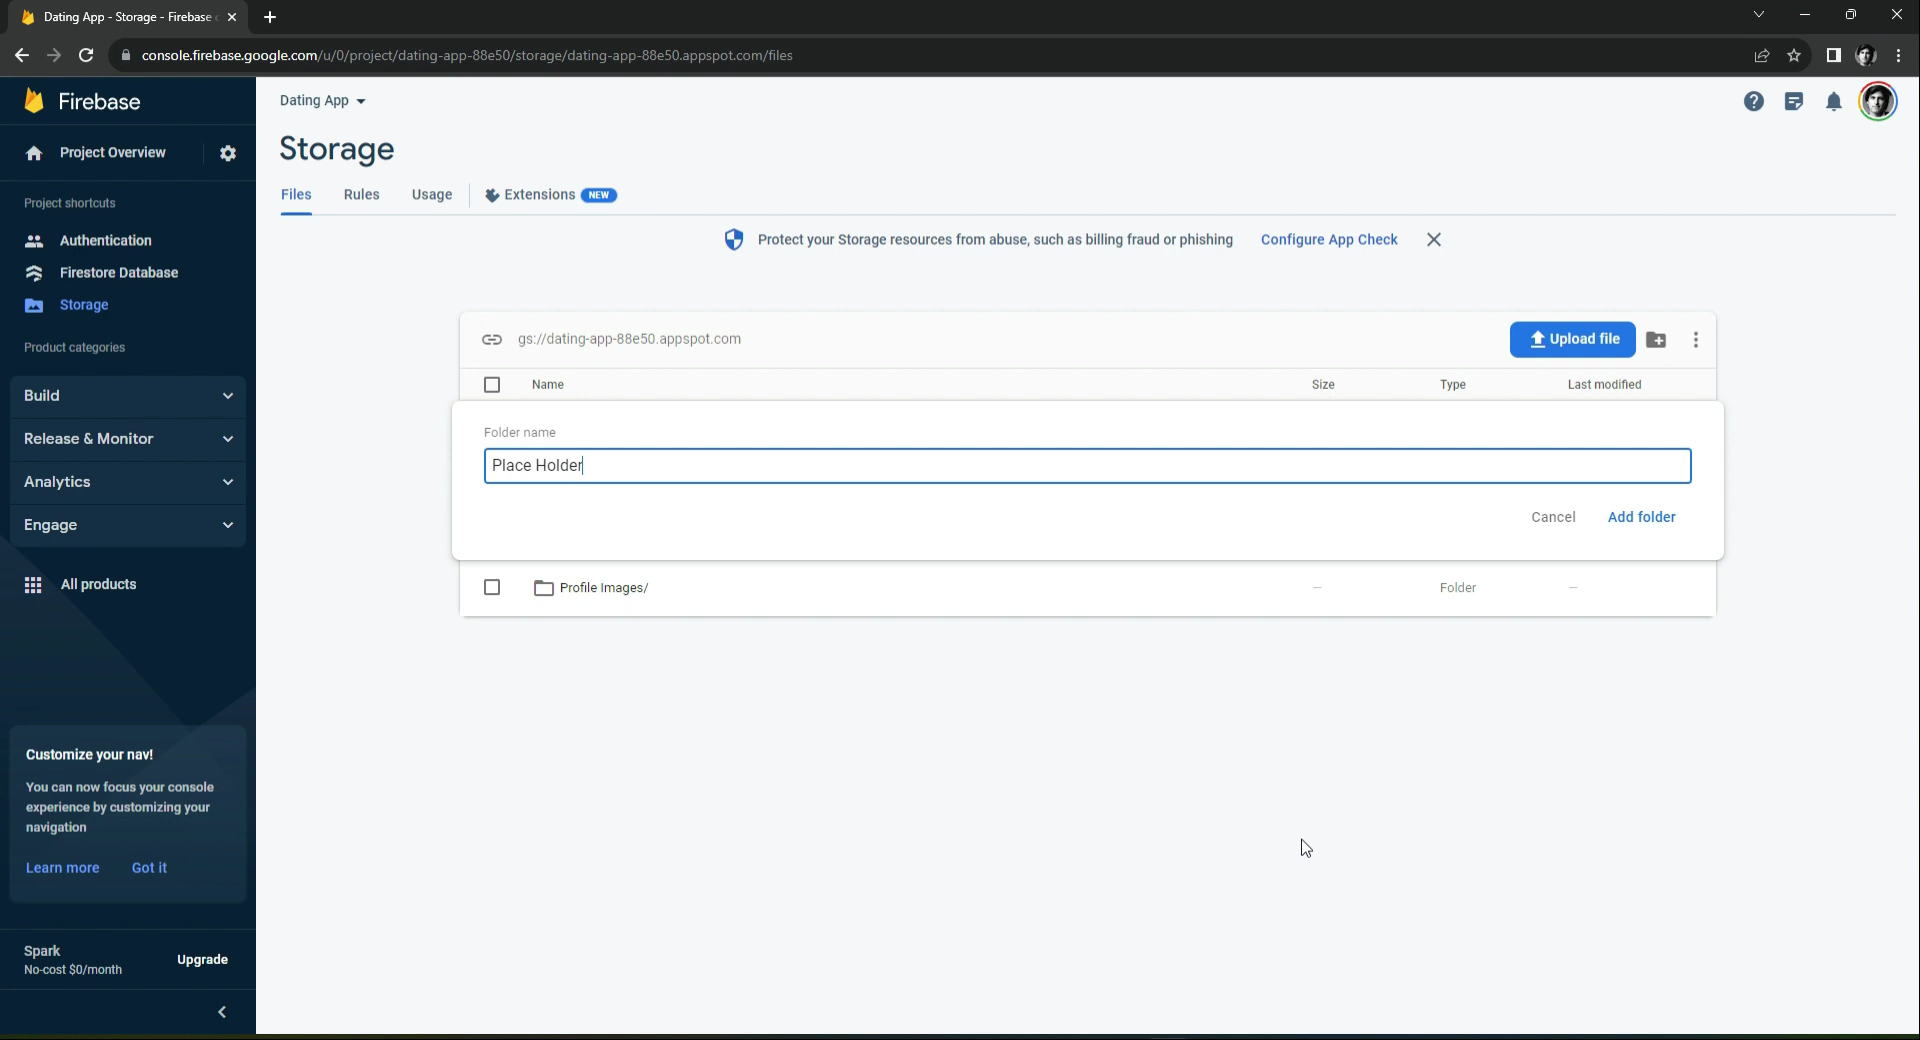 Dating App - Storage - Firebase
console.firebase.google.com/u/0/project/dating-app-88e50/storage/dating-app-88e50.appspot.com/files
Firebase
Project Overview
Project shortcuts
Authentication
Firestore Database
Storage
Product categories
Build
Release & Monitor
Analytics
Engage
All products
Customize your nav!
You can now focus your console
experience by customizing your
navigation
Learn more Got it
Spark
No-cost $0/month
Upgrade
Dating App
Storage
Files Rules Usage Extensions NEW
Protect your Storage resources from abuse, such as billing fraud or phishing Configure App Check
gs://dating-app-88e50.appspot.com Upload file
Name Size Type Last modified
Folder name
Place Holder
Cancel Add folder
Profile Images/ – Folder –